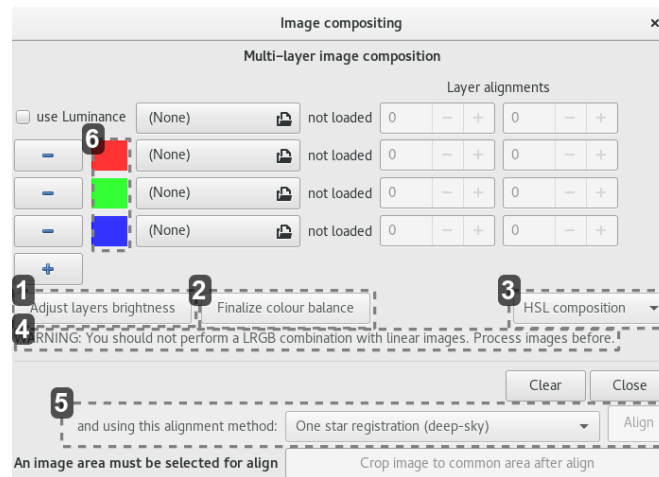 Image compositing ×
Multi-layer image composition
Layer alignments
use Luminance (None) not loaded 0 − + 0 − +
6
− (None) not loaded 0 − + 0 − +
− (None) not loaded 0 − + 0 − +
− (None) not loaded 0 − + 0 − +
+
1 2 3
Adjust layers brightness Finalize colour balance HSL composition
4
WARNING: You should not perform a LRGB combination with linear images. Process images before.
Clear Close
5
and using this alignment method: One star registration (deep-sky) Align
An image area must be selected for align Crop image to common area after align